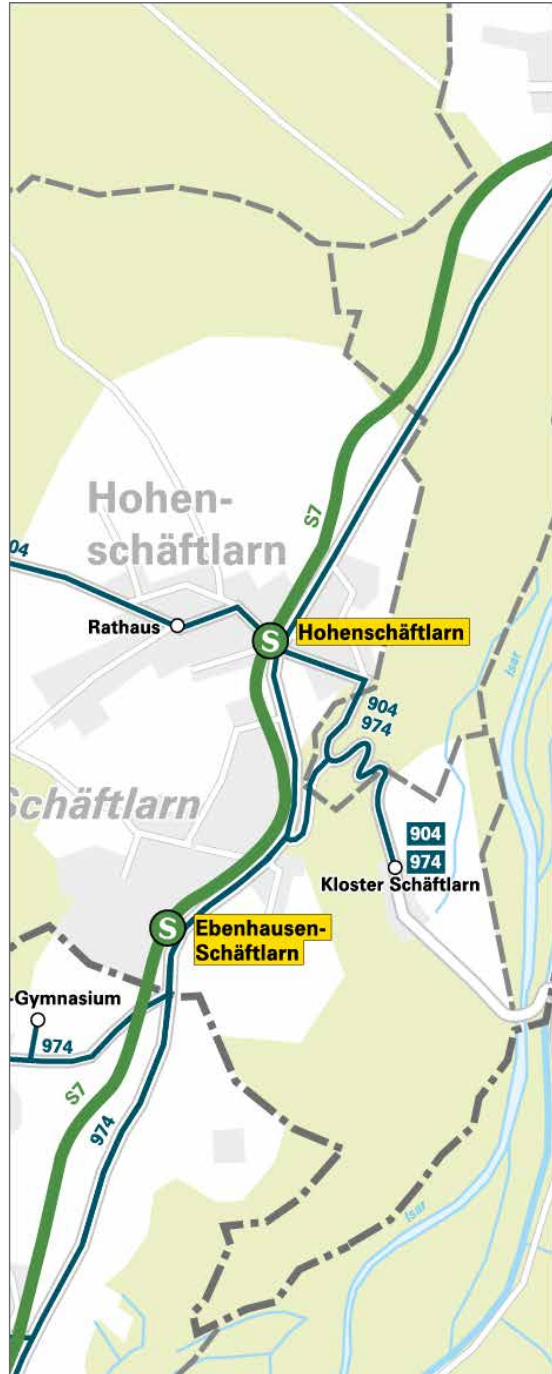 S7
Hohen-
schäftlarn
04
Rathaus
S
Hohenschäftlarn
Isar
904
974
Schäftlarn
904
974
Kloster Schäftlarn
S
Ebenhausen-
Schäftlarn
-Gymnasium
974
S7
974
Isar